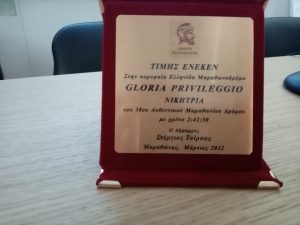 ΤΙΜΗΣ ΕΝΕΚΕΝ
Στην κορυφαία Ελληνίδα Μαραθωνοδρόμο
GLORIA PRIVILEGGIO
ΝΙΚΗΤΡΙΑ
του 38ου Αυθεντικού Μαραθωνίου Δρόμου
με χρόνο 2:41:30
Ο Δήμαρχος
Στέργιος Τσίρκας
Μαραθώνας, Μάρτιος 2022